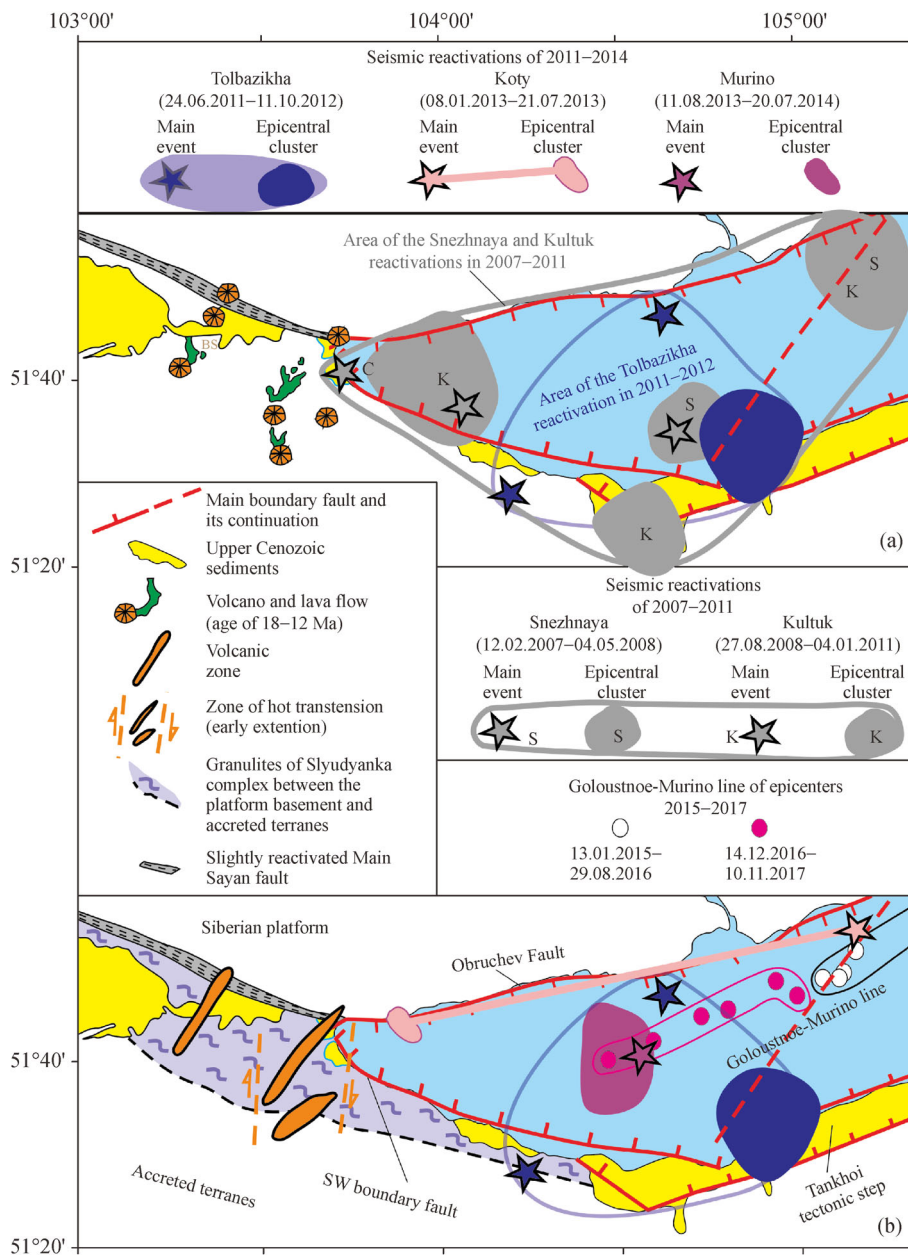 103°00'
104°00'
105°00'
Seismic reactivations of 2011–2014
Tolbazikha
(24.06.2011–11.10.2012)
Koty
(08.01.2013–21.07.2013)
Murino
(11.08.2013–20.07.2014)
Main
event
Epicentral
cluster
Main
event
Epicentral
cluster
Main
event
Epicentral
cluster
Area of the Snezhnaya and Kultuk
reactivations in 2007–2011
S
K
BS
C
K
51°40'
Area of the Tolbazikha
reactivation in 2011–2012
S
K
(a)
51°20'
Main boundary fault and
its continuation
Upper Cenozoic
sediments
Volcano and lava flow
(age of 18–12 Ma)
Volcanic
zone
Zone of hot transtension
(early extention)
Granulites of Slyudyanka
complex between the
platform basement and
accreted terranes
Slightly reactivated Main
Sayan fault
Seismic reactivations
of 2007–2011
Snezhnaya
(12.02.2007–04.05.2008)
Kultuk
(27.08.2008–04.01.2011)
Main
event
Epicentral
cluster
Main
event
Epicentral
cluster
S
S
K
K
Goloustnoe-Murino line of epicenters
2015–2017
13.01.2015–
29.08.2016
14.12.2016–
10.11.2017
Siberian platform
Obruchev Fault
Goloustnoe-Murino line
51°40'
Accreted terranes
SW boundary fault
Tankhoi
tectonic step
(b)
51°20'